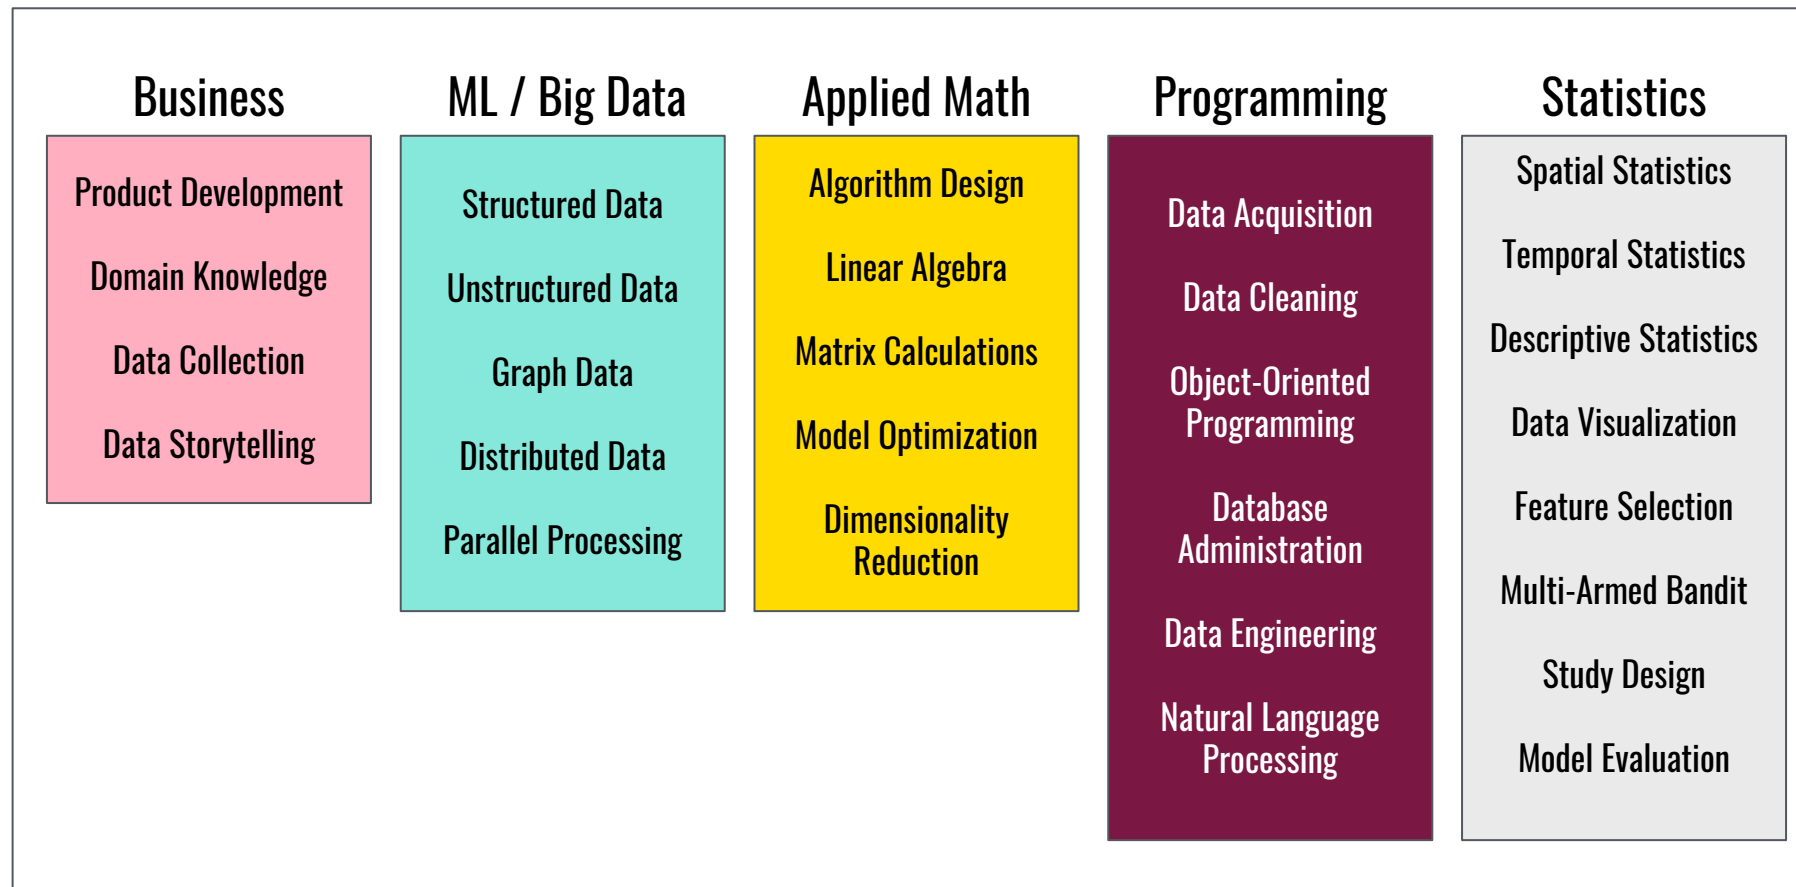 Business
Product Development
Domain Knowledge
Data Collection
Data Storytelling
ML / Big Data
Structured Data
Unstructured Data
Graph Data
Distributed Data
Parallel Processing
Applied Math
Algorithm Design
Linear Algebra
Matrix Calculations
Model Optimization
Dimensionality
Reduction
Programming
Data Acquisition
Data Cleaning
Object-Oriented
Programming
Database
Administration
Data Engineering
Natural Language
Processing
Statistics
Spatial Statistics
Temporal Statistics
Descriptive Statistics
Data Visualization
Feature Selection
Multi-Armed Bandit
Study Design
Model Evaluation